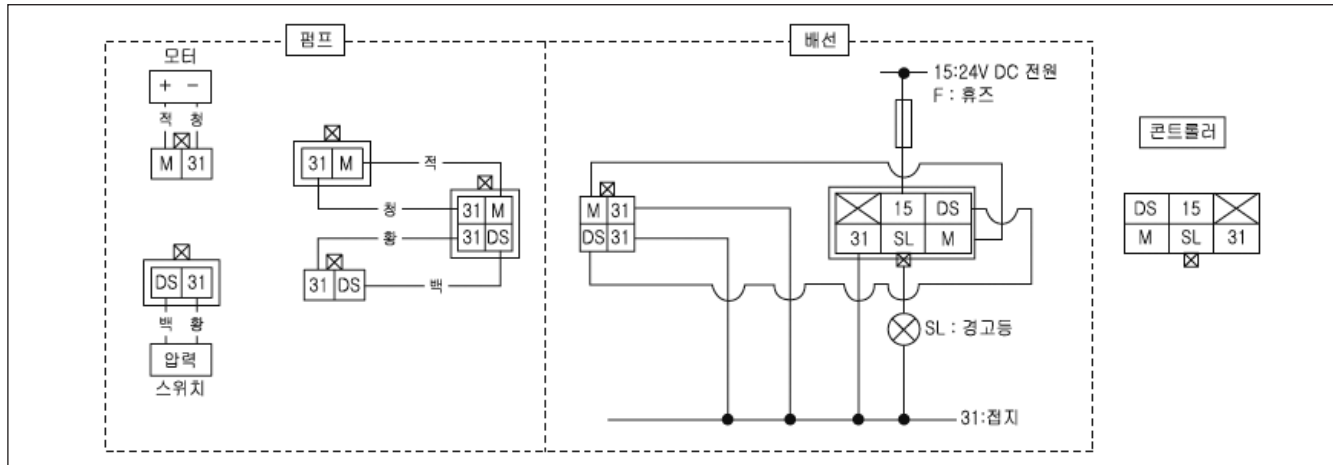 펌프
배선
모터
+ -
적 청
M 31
31 M
적
청
황
백
31 M
31 DS
31 DS
DS 31
백 황
압력
스위치
15:24V DC 전원
F : 휴즈
M 31
DS 31
15 DS
31 SL M
SL : 경고등
31:접지
콘트롤러
DS 15
M SL 31